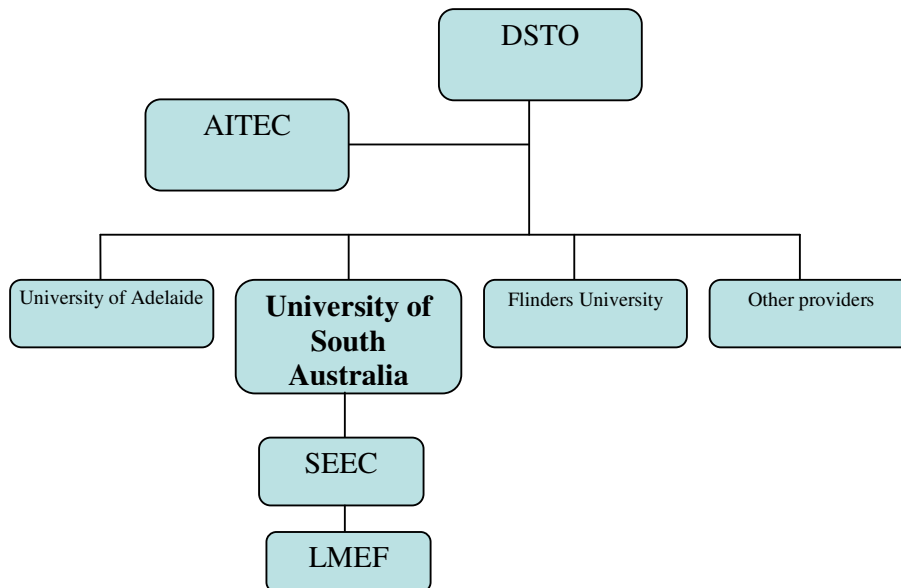 DSTO
AITEC
University of Adelaide
University of
South
Australia
Flinders University
Other providers
SEEC
LMEF